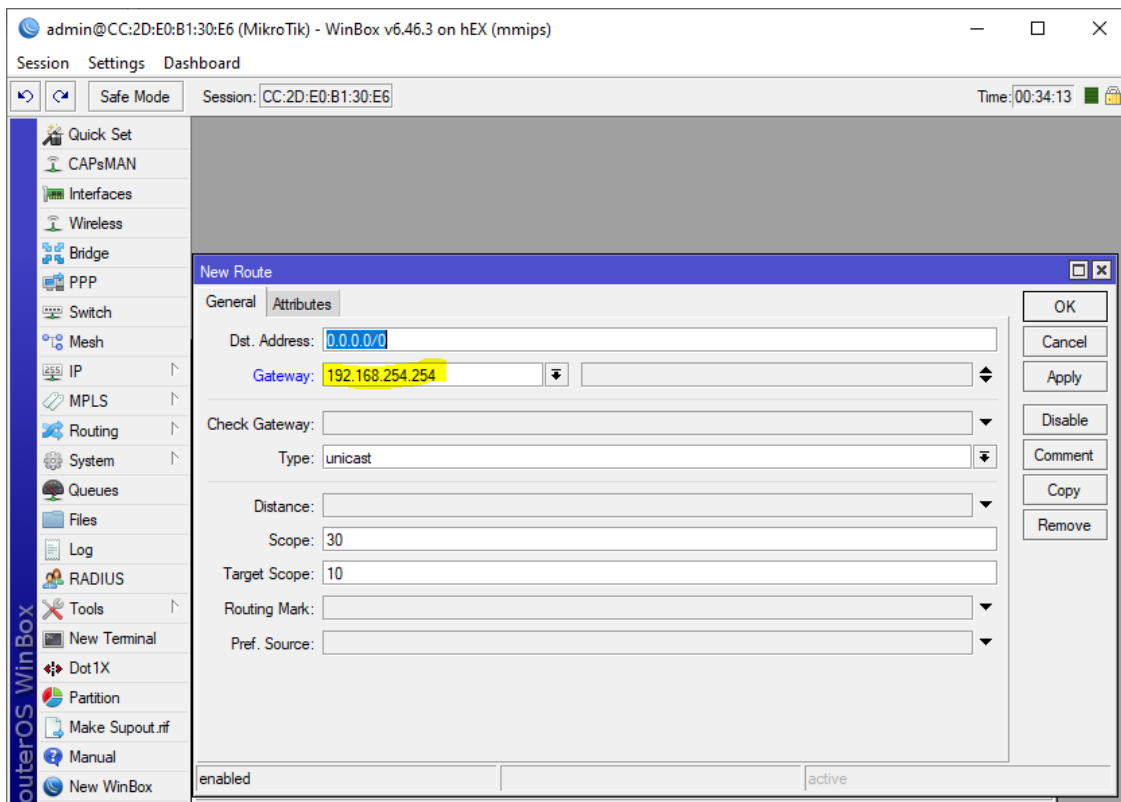 admin@CC:2D:E0:B1:30:E6 (MikroTik) - WinBox v6.46.3 on hEX (mmips)
Session Settings Dashboard
Safe Mode Session: CC:2D:E0:B1:30:E6 Time: 00:34:13
Quick Set
CAPsMAN
Interfaces
Wireless
Bridge
PPP
Switch
Mesh
IP
MPLS
Routing
System
Queues
Files
Log
RADIUS
Tools
New Terminal
Dot1X
Partition
Make Supout.rif
Manual
New WinBox
outerOS WinBox
New Route
General Attributes
Dst. Address: 0.0.0.0/0
Gateway: 192.168.254.254
Check Gateway:
Type: unicast
Distance:
Scope: 30
Target Scope: 10
Routing Mark:
Pref. Source:
OK
Cancel
Apply
Disable
Comment
Copy
Remove
enabled active